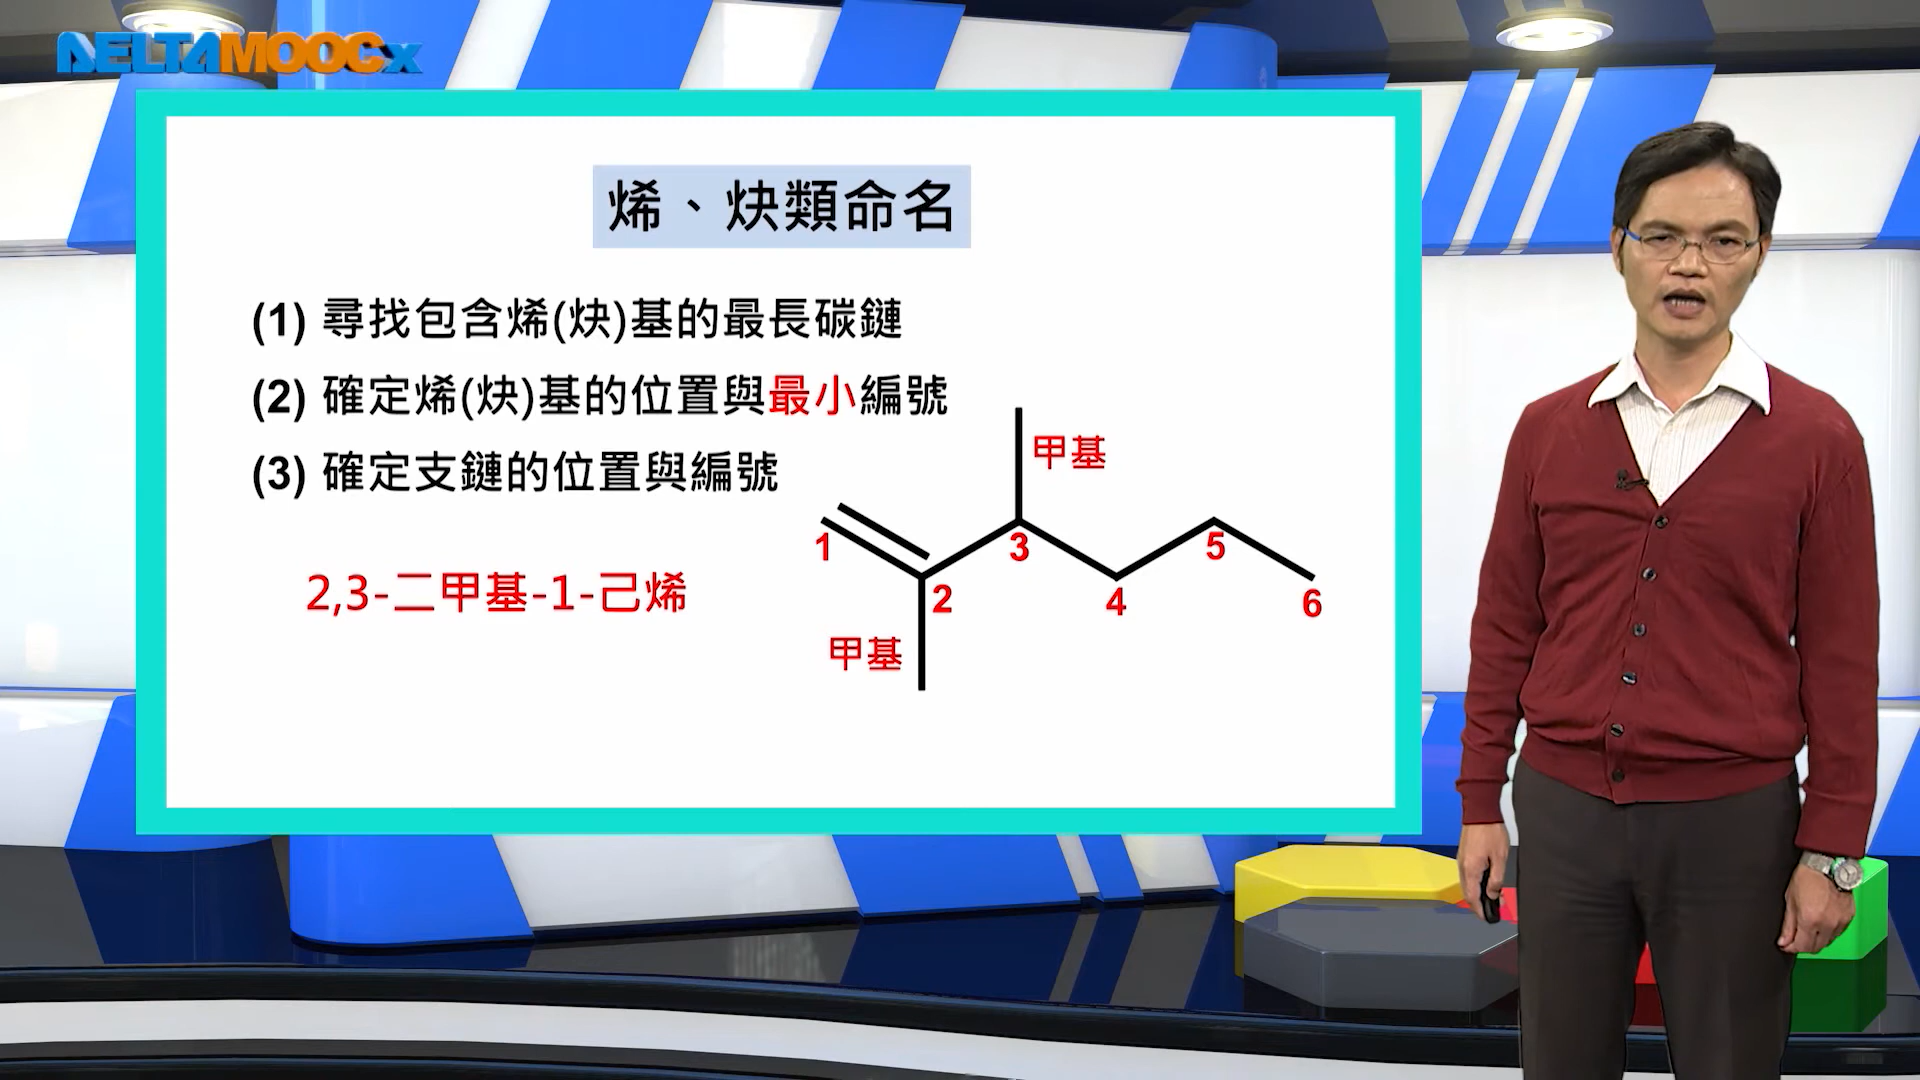 DELTAMOOCx
烯、炔類命名
(1) 尋找包含烯(炔)基的最長碳鏈
(2) 確定烯(炔)基的位置與最小編號
(3) 確定支鏈的位置與編號
甲基
1
3
5
2,3-二甲基-1-己烯
2
4
6
甲基